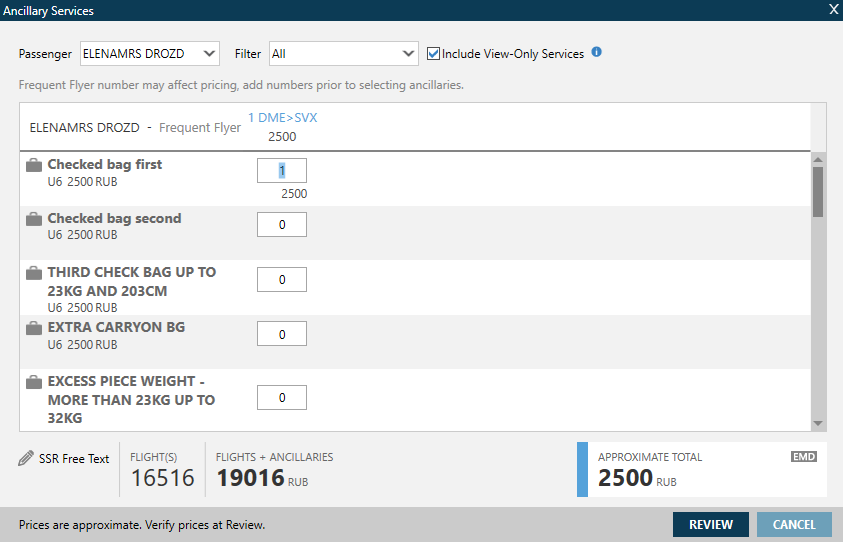 Ancillary Services X
Passenger ELENAMRS DROZD Filter All Include View-Only Services i
Frequent Flyer number may affect pricing, add numbers prior to selecting ancillaries.
1 DME>SVX
ELENAMRS DROZD - Frequent Flyer
2500
Checked bag first
U6 2500 RUB
1
2500
Checked bag second
U6 2500 RUB
0
THIRD CHECK BAG UP TO
23KG AND 203CM
U6 2500 RUB
0
EXTRA CARRYON BG
U6 2500 RUB
0
EXCESS PIECE WEIGHT -
MORE THAN 23KG UP TO
32KG
0
SSR Free Text
FLIGHT(S)
16516
FLIGHTS + ANCILLARIES
19016 RUB
APPROXIMATE TOTAL EMD
2500 RUB
Prices are approximate. Verify prices at Review.
REVIEW CANCEL